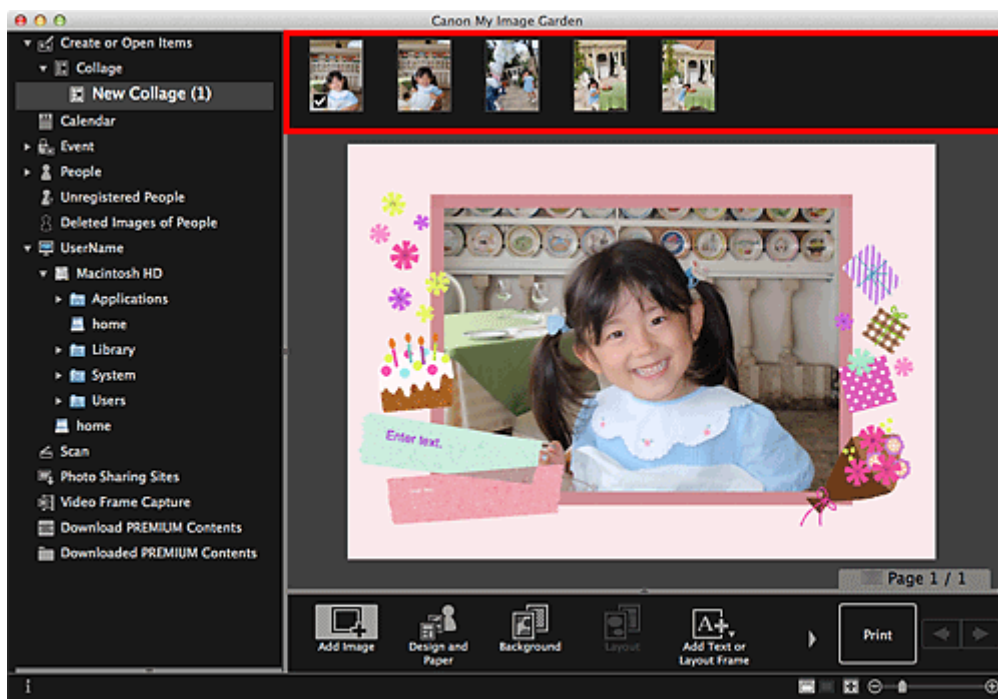 Canon My Image Garden
Create or Open Items
Collage
New Collage (1)
Calendar
Event
People
Unregistered People
Deleted Images of People
UserName
Macintosh HD
Applications
home
Library
System
Users
home
Scan
Photo Sharing Sites
Video Frame Capture
Download PREMIUM Contents
Downloaded PREMIUM Contents
Enter text.
Page 1 / 1
Add Image
Design and
Paper
Background
Layout
Add Text or
Layout Frame
Print